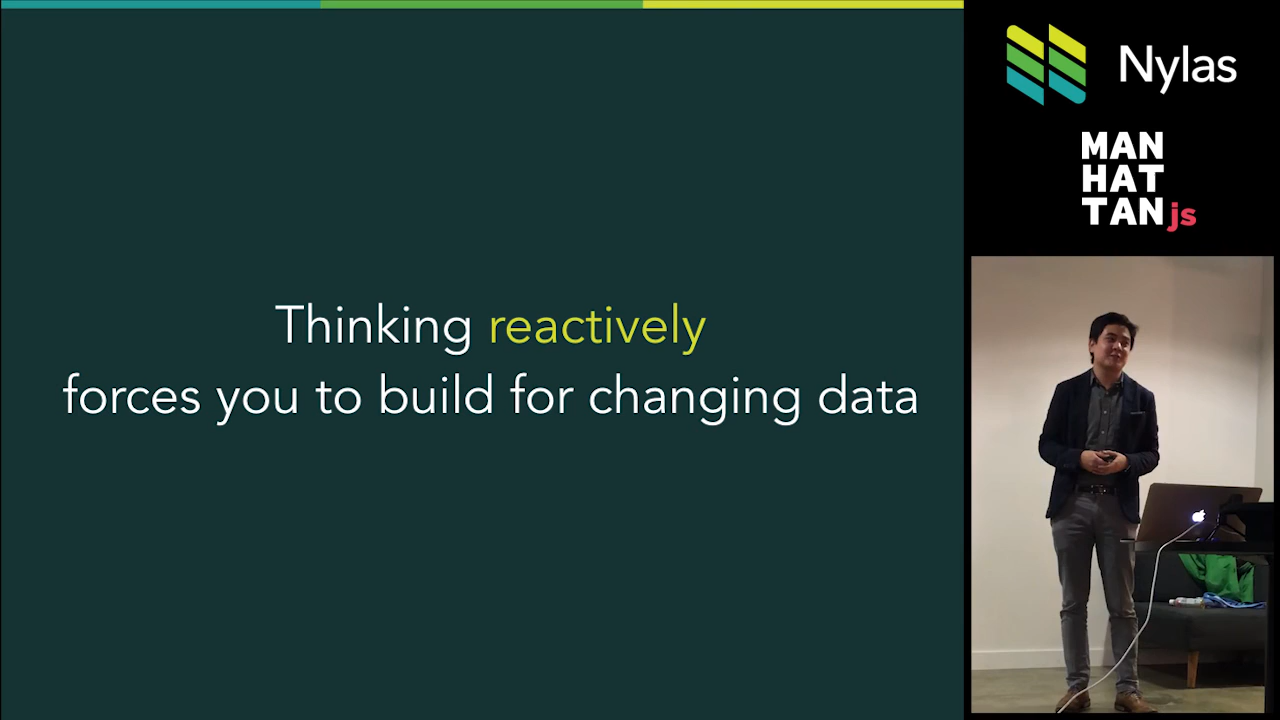 Thinking reactively
forces you to build for changing data
Nylas
MAN
HAT
TANjs